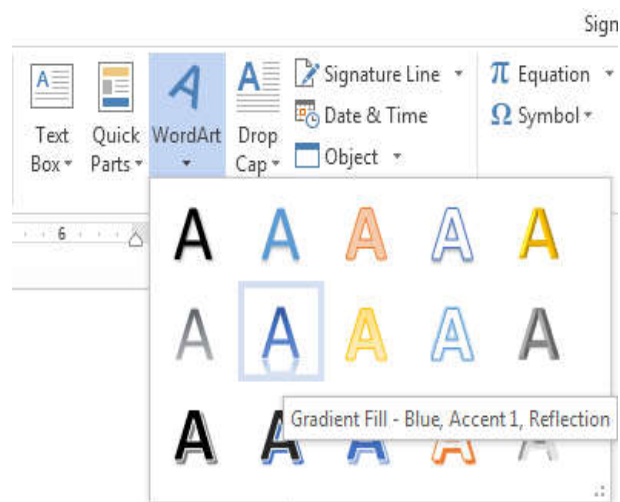 Sign
Text Box
Quick Parts
WordArt
Drop Cap
Signature Line
Date & Time
Object
π Equation
Ω Symbol
6
A A A A A
A A A A A
Gradient Fill - Blue, Accent 1, Reflection
A A A A A